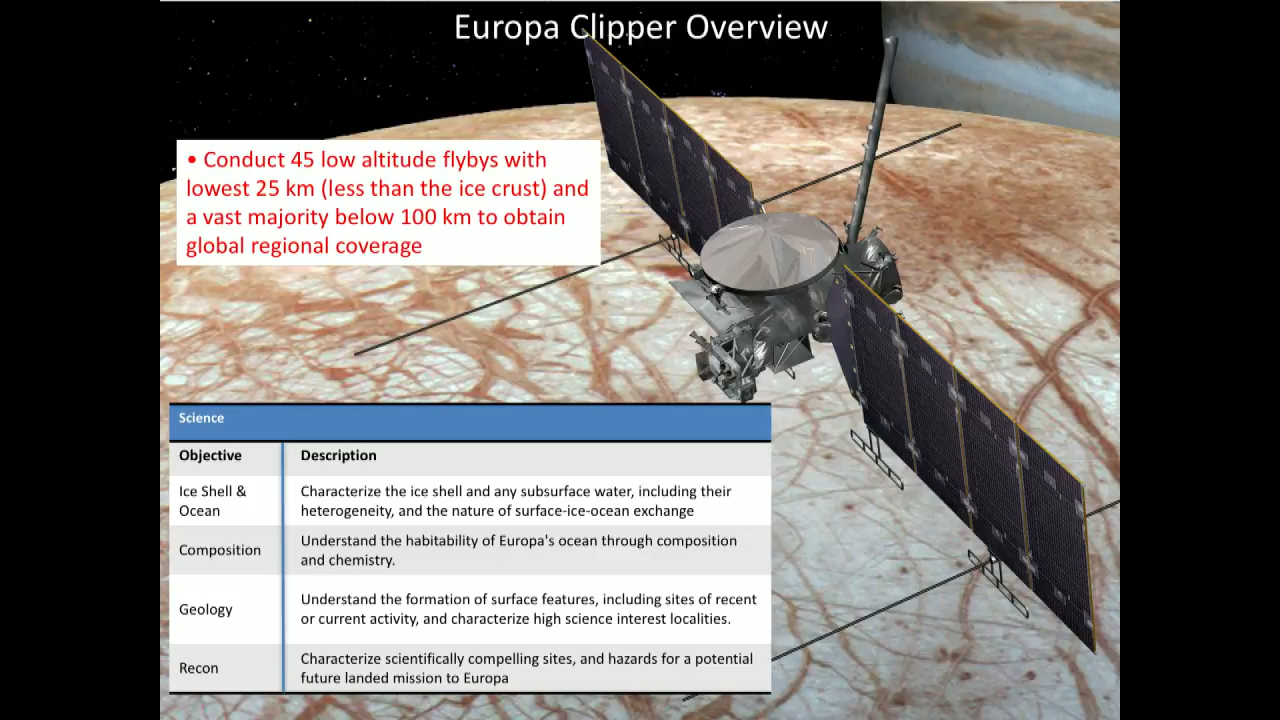 Europa Clipper Overview
• Conduct 45 low altitude flybys with
lowest 25 km (less than the ice crust) and
a vast majority below 100 km to obtain
global regional coverage
Science
Objective Description
Ice Shell & Ocean Characterize the ice shell and any subsurface water, including their
heterogeneity, and the nature of surface-ice-ocean exchange
Composition Understand the habitability of Europa's ocean through composition
and chemistry.
Geology Understand the formation of surface features, including sites of recent
or current activity, and characterize high science interest localities.
Recon Characterize scientifically compelling sites, and hazards for a potential
future landed mission to Europa